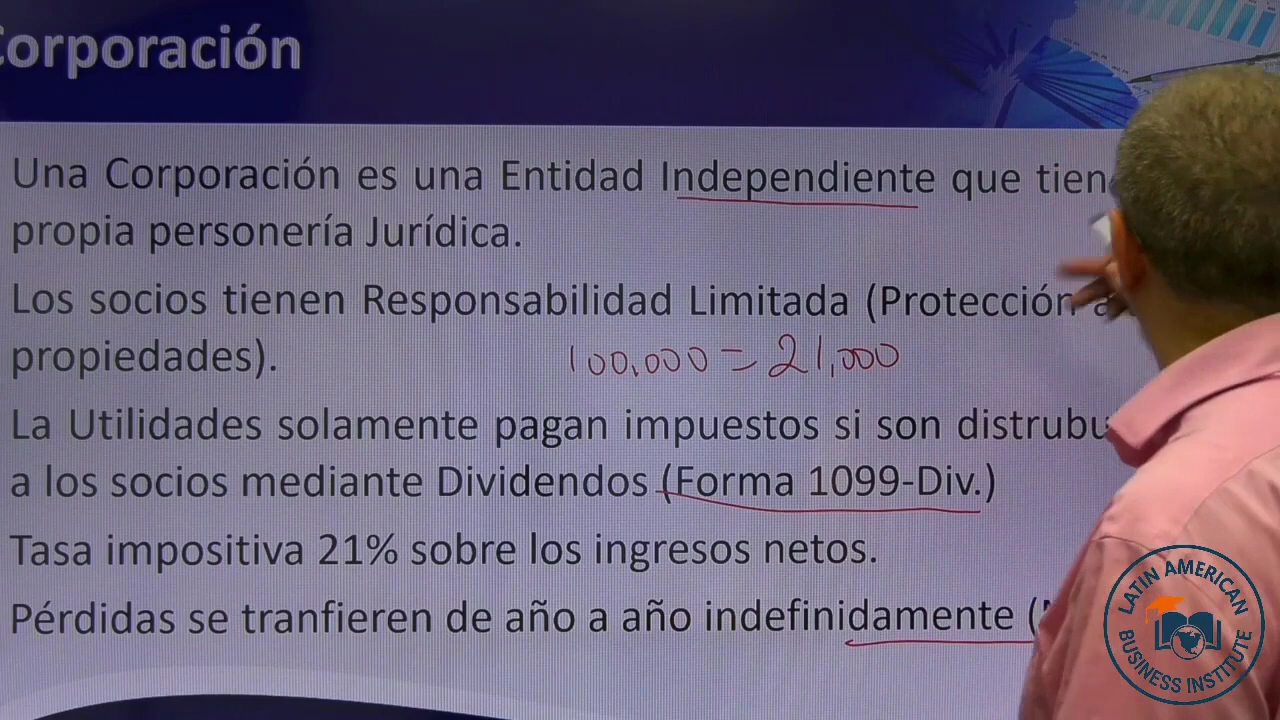 Corporación
Una Corporación es una Entidad Independiente que tien
propia personería Jurídica.
Los socios tienen Responsabilidad Limitada (Protección a
propiedades).
100,000 = 21,000
La Utilidades solamente pagan impuestos si son distrubu
a los socios mediante Dividendos (Forma 1099-Div.)
Tasa impositiva 21% sobre los ingresos netos.
Pérdidas se tranfieren de año a año indefinidamente (
LATIN AMERICAN
BUSINESS INSTITUTE